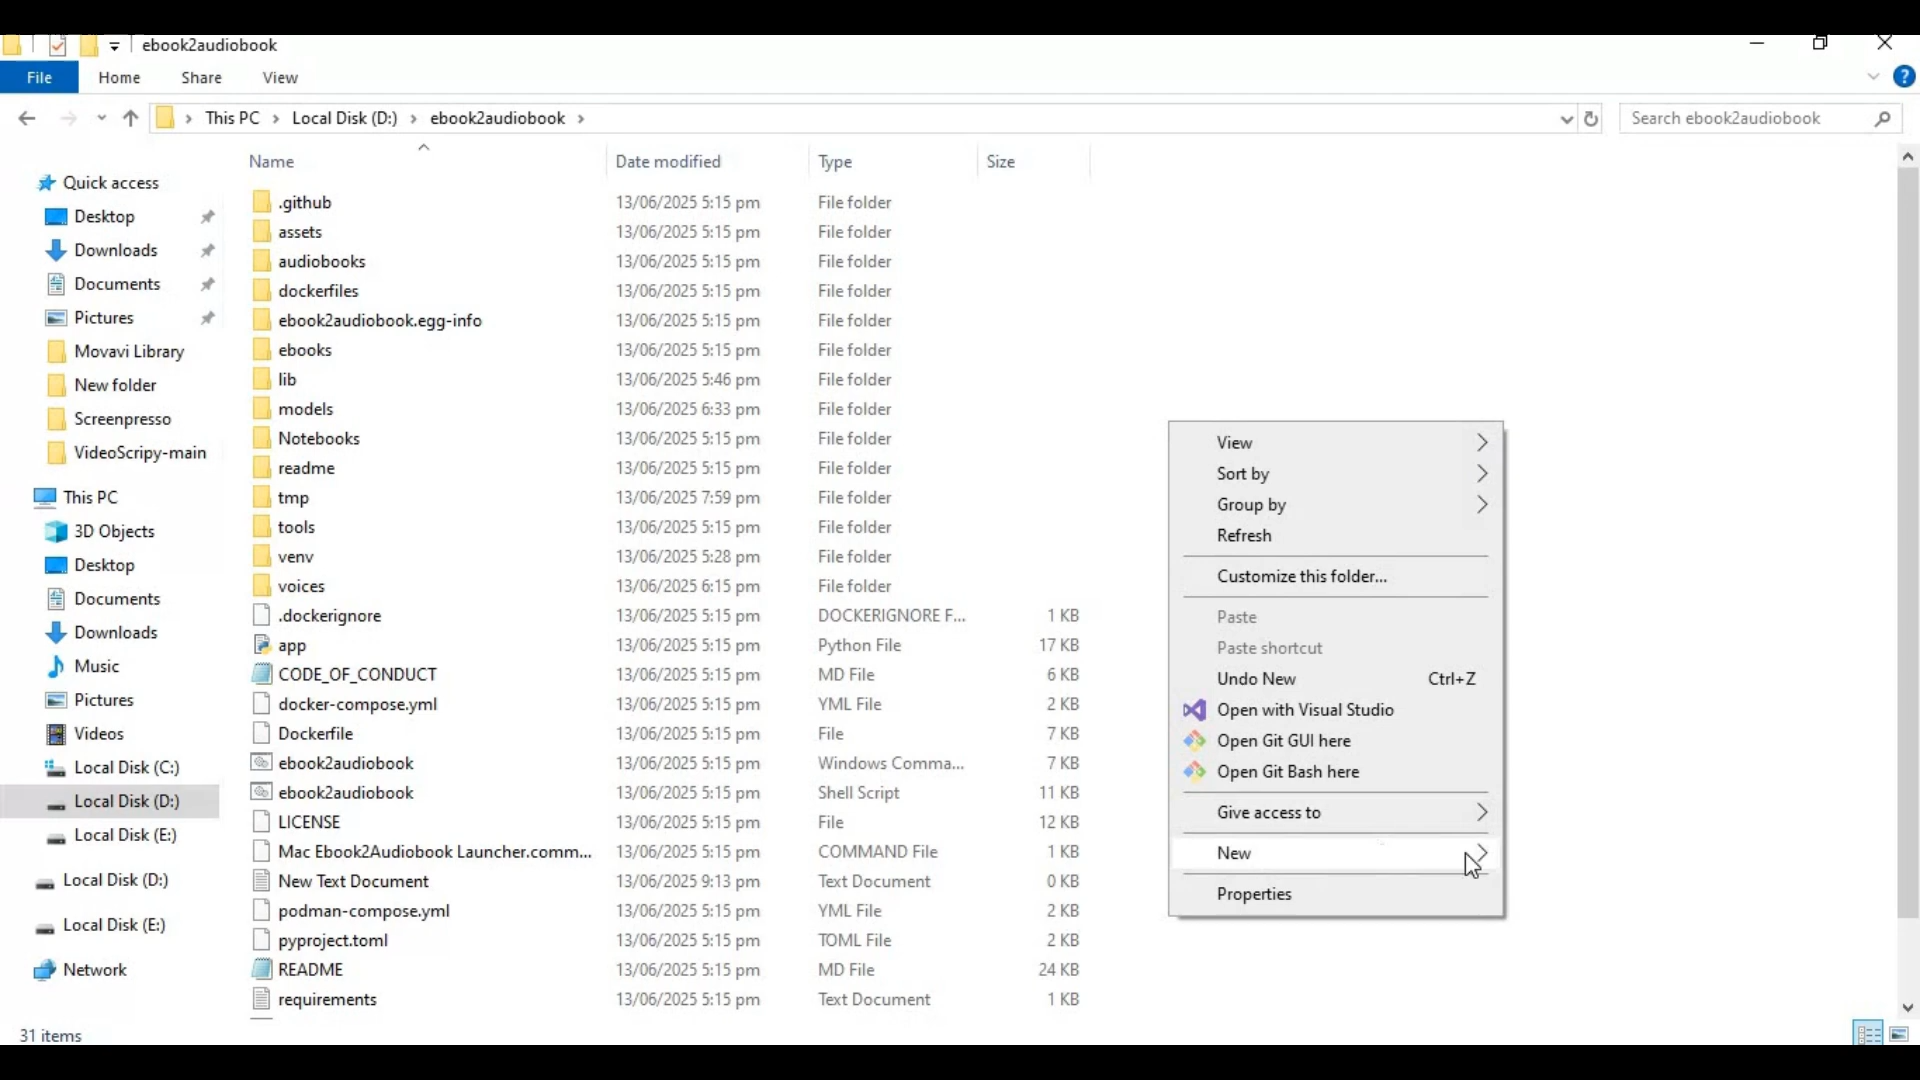 ebook2audiobook
File Home Share View
This PC Local Disk (D:) ebook2audiobook Search ebook2audiobook
Name Date modified Type Size
Quick access
Desktop
Downloads
Documents
Pictures
Movavi Library
New folder
Screenpresso
VideoScripy-main
This PC
3D Objects
Desktop
Documents
Downloads
Music
Pictures
Videos
Local Disk (C:)
Local Disk (D:)
Local Disk (E:)
Local Disk (D:)
Local Disk (E:)
Network
.github 13/06/2025 5:15 pm File folder
assets 13/06/2025 5:15 pm File folder
audiobooks 13/06/2025 5:15 pm File folder
dockerfiles 13/06/2025 5:15 pm File folder
ebook2audiobook.egg-info 13/06/2025 5:15 pm File folder
ebooks 13/06/2025 5:15 pm File folder
lib 13/06/2025 5:46 pm File folder
models 13/06/2025 6:33 pm File folder
Notebooks 13/06/2025 5:15 pm File folder
readme 13/06/2025 5:15 pm File folder
tmp 13/06/2025 7:59 pm File folder
tools 13/06/2025 5:15 pm File folder
venv 13/06/2025 5:28 pm File folder
voices 13/06/2025 6:15 pm File folder
.dockerignore 13/06/2025 5:15 pm DOCKERIGNORE F... 1 KB
app 13/06/2025 5:15 pm Python File 17 KB
CODE_OF_CONDUCT 13/06/2025 5:15 pm MD File 6 KB
docker-compose.yml 13/06/2025 5:15 pm YML File 2 KB
Dockerfile 13/06/2025 5:15 pm File 7 KB
ebook2audiobook 13/06/2025 5:15 pm Windows Comma... 7 KB
ebook2audiobook 13/06/2025 5:15 pm Shell Script 11 KB
LICENSE 13/06/2025 5:15 pm File 12 KB
Mac Ebook2Audiobook Launcher.comm... 13/06/2025 5:15 pm COMMAND File 1 KB
New Text Document 13/06/2025 9:13 pm Text Document 0 KB
podman-compose.yml 13/06/2025 5:15 pm YML File 2 KB
pyproject.toml 13/06/2025 5:15 pm TOML File 2 KB
README 13/06/2025 5:15 pm MD File 24 KB
requirements 13/06/2025 5:15 pm Text Document 1 KB
View
Sort by
Group by
Refresh
Customize this folder...
Paste
Paste shortcut
Undo New Ctrl+Z
Open with Visual Studio
Open Git GUI here
Open Git Bash here
Give access to
New
Properties
31 items